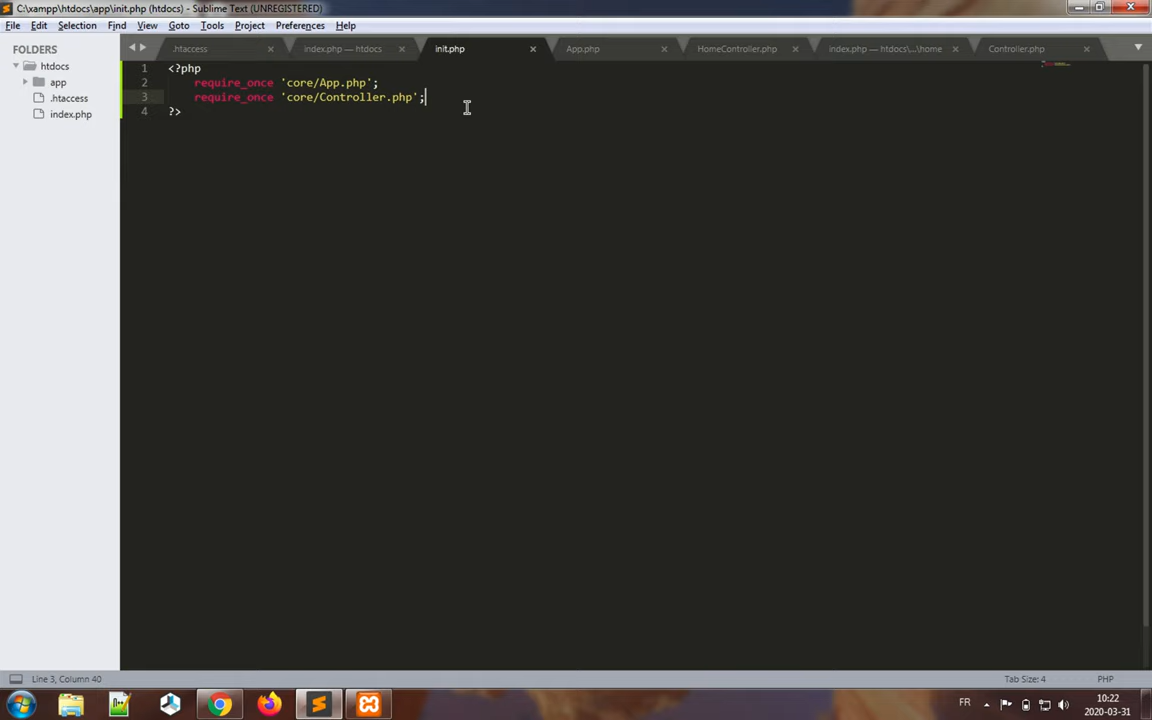 C:\xampp\htdocs\app\init.php (htdocs) - Sublime Text (UNREGISTERED)
File Edit Selection Find View Goto Tools Project Preferences Help
FOLDERS
htdocs
app
.htaccess
index.php
.htaccess index.php — htdocs init.php App.php HomeController.php index.php — htdocs\...\home Controller.php
1 <?php
2 require_once 'core/App.php';
3 require_once 'core/Controller.php';
4 ?>
Line 3, Column 40 Tab Size: 4 PHP
FR 10:22
2020-03-31